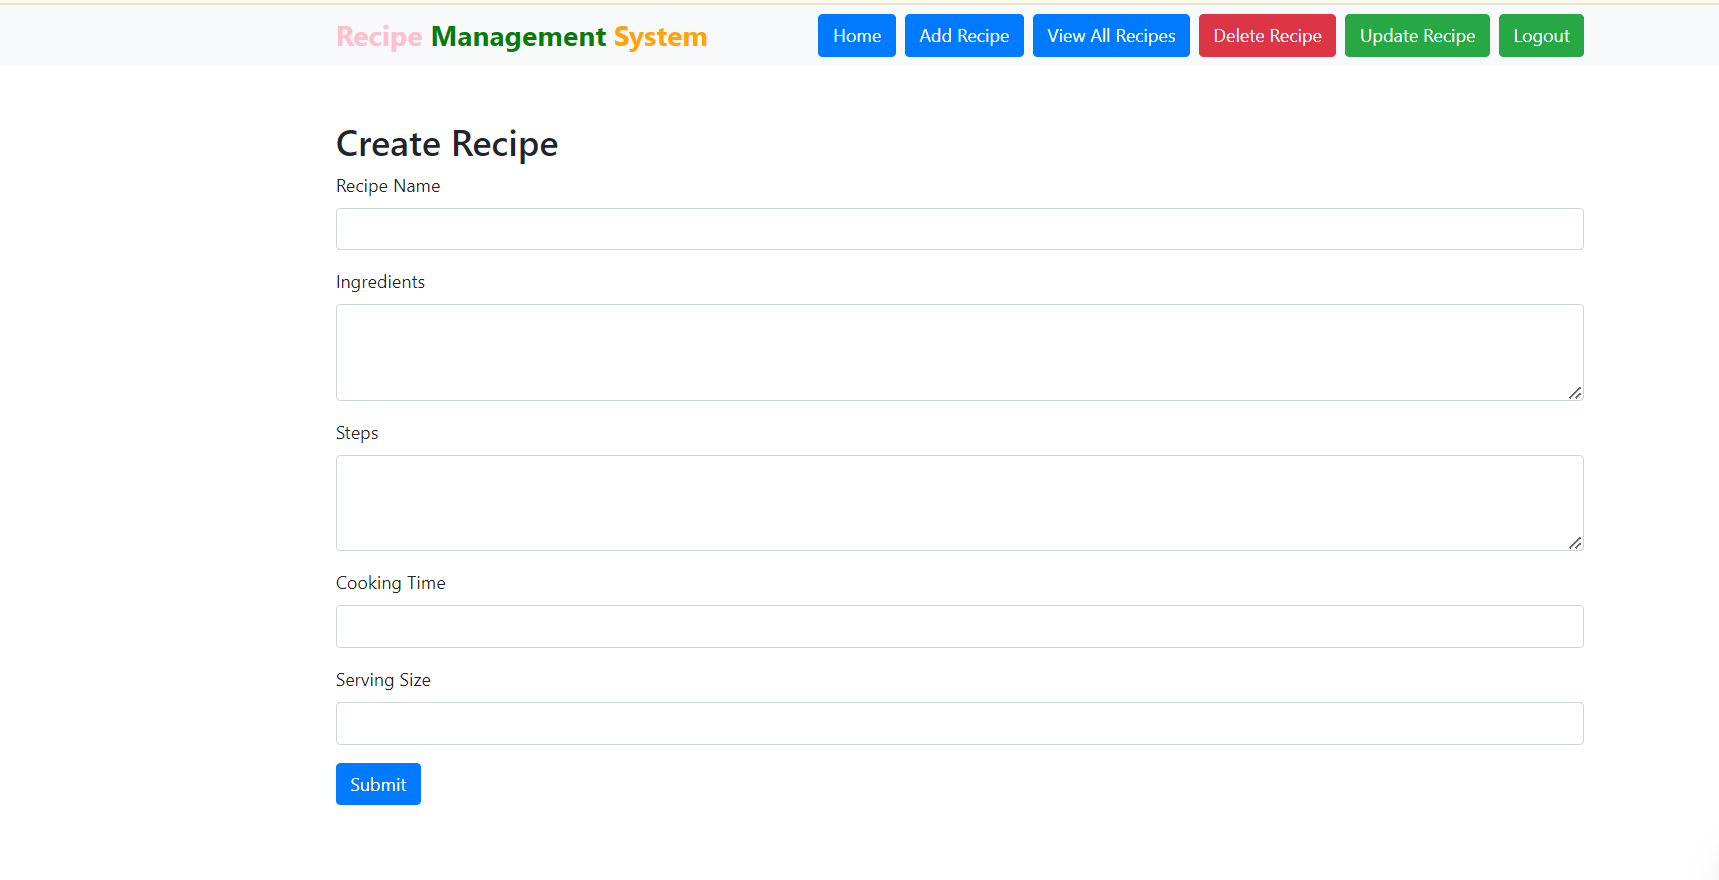 Recipe Management System Home Add Recipe View All Recipes Delete Recipe Update Recipe Logout
Create Recipe
Recipe Name
Ingredients
Steps
Cooking Time
Serving Size
Submit